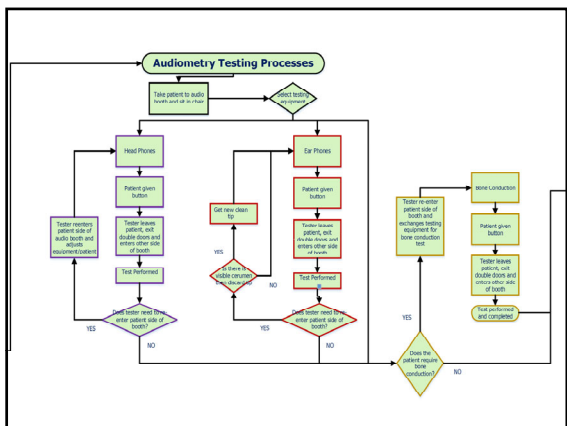 Audiometry Testing Processes
Take patient to audio
booth and sit in chair
Select testing
equipment
Head Phones
Patient given
button
Tester leaves
patient, exit
double doors and
enters other side
of booth
Test Performed
Does tester need to re-
enter patient side of
booth?
YES
NO
Tester reenters
patient side of
audio booth and
adjusts
equipment/patient
Ear Phones
Patient given
button
Tester leaves
patient, exit
double doors and
enters other side
of booth
Test Performed
Does tester need to re-
enter patient side of
booth?
YES
NO
Get new clean
tip
YES
is there is
visible cerumen
NO
Does the
patient require
bone
conduction?
YES
NO
Tester re-enter
patient side of
booth and
exchanges testing
equipment for
bone conduction
test
Bone Conduction
Patient given
button
Tester leaves
patient, exit
double doors and
enters other side
of booth
Test performed
and completed